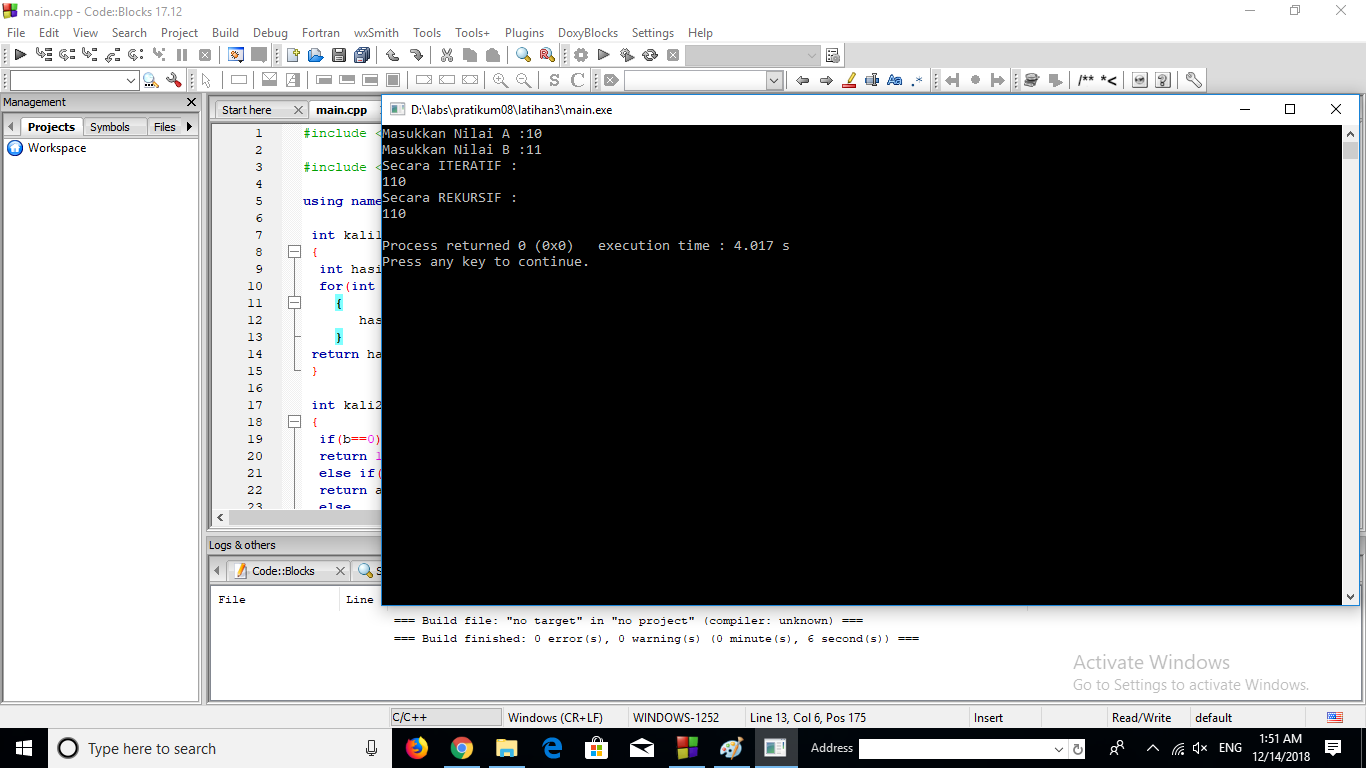 main.cpp - Code::Blocks 17.12
File Edit View Search Project Build Debug Fortran wxSmith Tools Tools+ Plugins DoxyBlocks Settings Help
S C /** *<
Management
Projects Symbols Files
Workspace
Start here main.cpp
1 #include <
2
3 #include <
4
5 using name
6
7 int kali1
8 {
9 int hasi
10 for(int
11 {
12 has
13 }
14 return ha
15 }
16
17 int kali2
18 {
19 if(b==0)
20 return 1
21 else if(
22 return a
23 else
D:\labs\pratikum08\latihan3\main.exe
Masukkan Nilai A :10
Masukkan Nilai B :11
Secara ITERATIF :
110
Secara REKURSIF :
110
Process returned 0 (0x0)   execution time : 4.017 s
Press any key to continue.
Logs & others
Code::Blocks S
File Line
=== Build file: "no target" in "no project" (compiler: unknown) ===
=== Build finished: 0 error(s), 0 warning(s) (0 minute(s), 6 second(s)) ===
Activate Windows
Go to Settings to activate Windows.
C/C++ Windows (CR+LF) WINDOWS-1252 Line 13, Col 6, Pos 175 Insert Read/Write default
Type here to search
Address
ENG
1:51 AM
12/14/2018